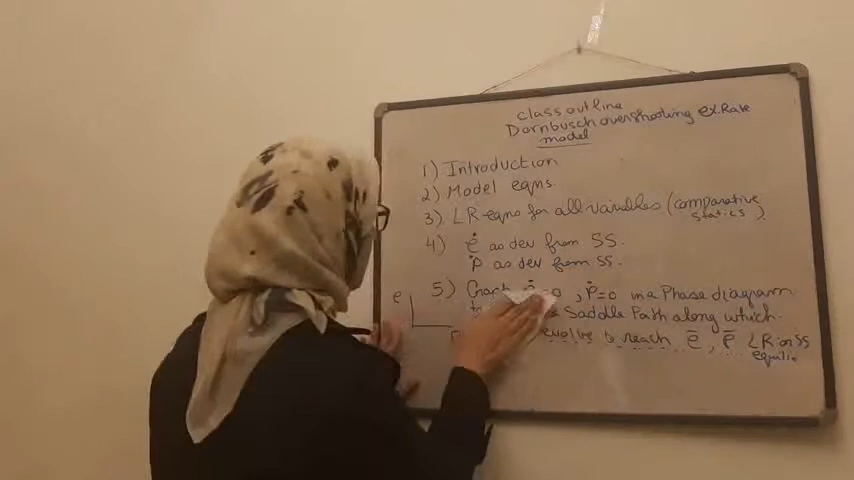 class outline
Dornbusch overshooting ex.Rate
model
1) Introduction
2) Model eqns.
3) LR eqns for all variables (comparative
statics)
4) ė as dev from SS.
Ṗ as dev from SS.
5) Graph ė=0, Ṗ=0 in a Phase diagram
e
Saddle Path along which
evolve to reach ē, P̄ LR or SS